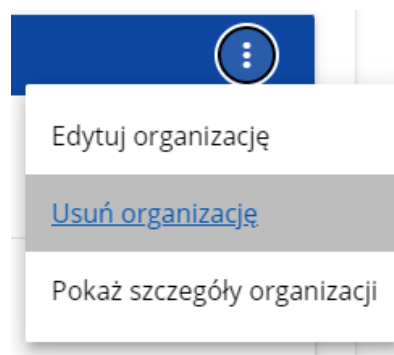 Edytuj organizację
Usuń organizację
Pokaż szczegóły organizacji